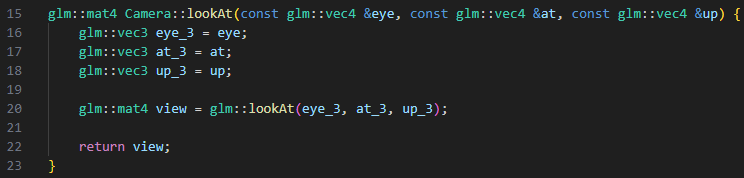 15 glm::mat4 Camera::lookAt(const glm::vec4 &eye, const glm::vec4 &at, const glm::vec4 &up) {
16     glm::vec3 eye_3 = eye;
17     glm::vec3 at_3 = at;
18     glm::vec3 up_3 = up;
19
20     glm::mat4 view = glm::lookAt(eye_3, at_3, up_3);
21
22     return view;
23 }